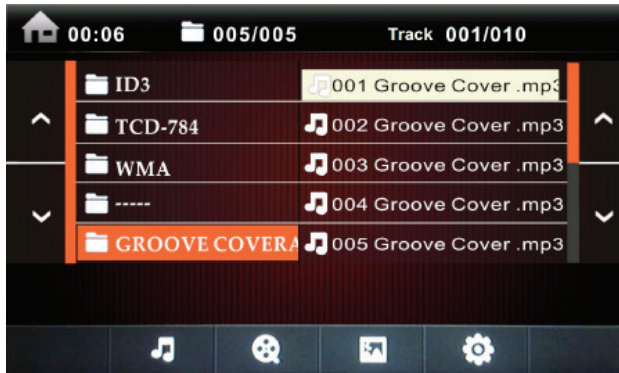 00:06 005/005 Track 001/010
ID3 001 Groove Cover .mp3
TCD-784 002 Groove Cover .mp3
WMA 003 Groove Cover .mp3
----- 004 Groove Cover .mp3
GROOVE COVERA 005 Groove Cover .mp3